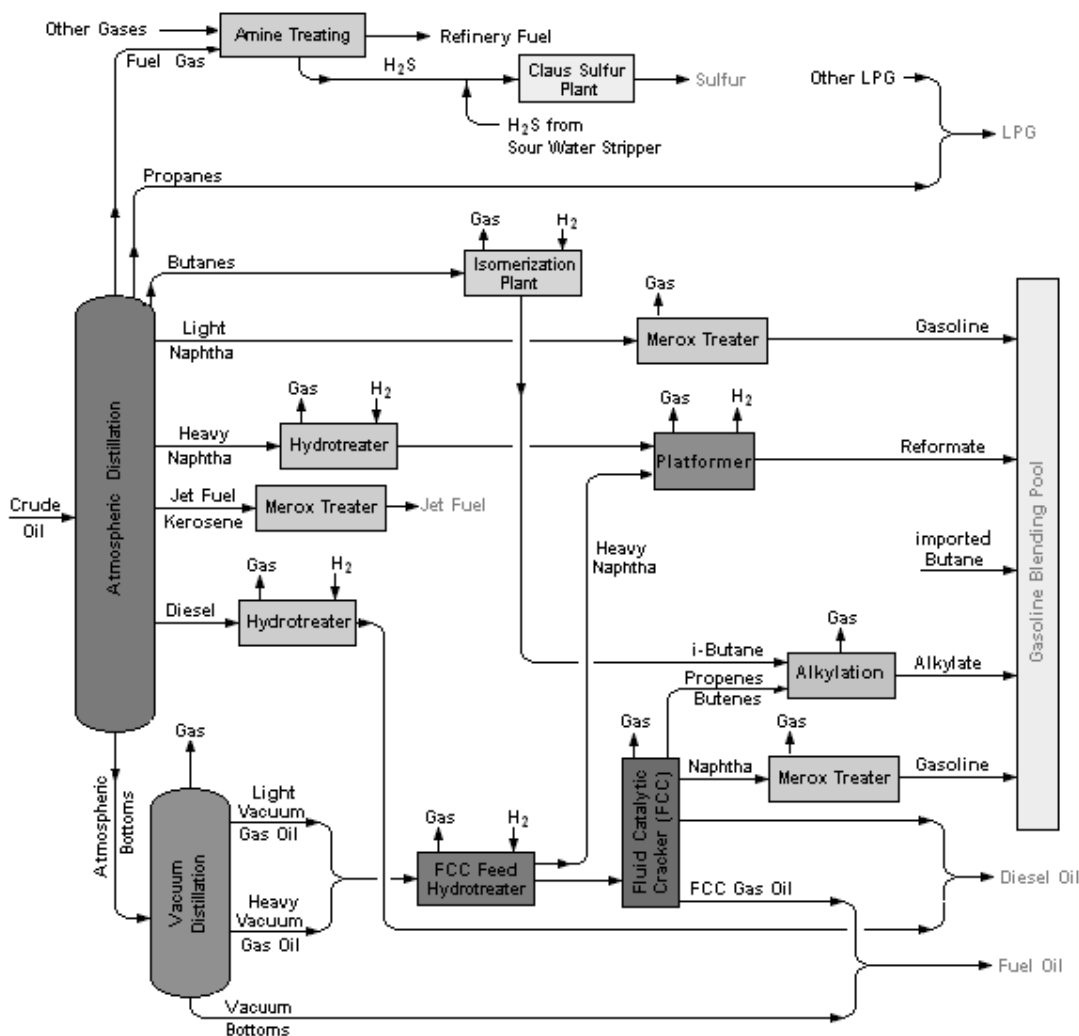 Other Gases
Amine Treating
Refinery Fuel
Fuel Gas
H2S
Claus Sulfur
Plant
Sulfur
Other LPG
H2S from
Sour Water Stripper
LPG
Propanes
Gas
H2
Butanes
Isomerization
Plant
Gas
Light
Naphtha
Merox Treater
Gasoline
Gas
H2
Gas
H2
Heavy
Naphtha
Hydrotreater
Platformer
Reformate
Crude
Oil
Atmospheric Distillation
Jet Fuel
Kerosene
Merox Treater
Jet Fuel
Heavy
Naphtha
imported
Butane
Gasoline Blending Pool
Gas
H2
Diesel
Hydrotreater
Gas
i-Butane
Alkylation
Alkylate
Propenes
Butenes
Gas
Gas
Gas
Naphtha
Merox Treater
Gasoline
Atmospheric
Bottoms
Light
Vacuum
Gas Oil
Vacuum
Distillation
Gas
H2
FCC Feed
Hydrotreater
Fluid Catalytic
Cracker (FCC)
FCC Gas Oil
Diesel Oil
Heavy
Vacuum
Gas Oil
Fuel Oil
Vacuum
Bottoms